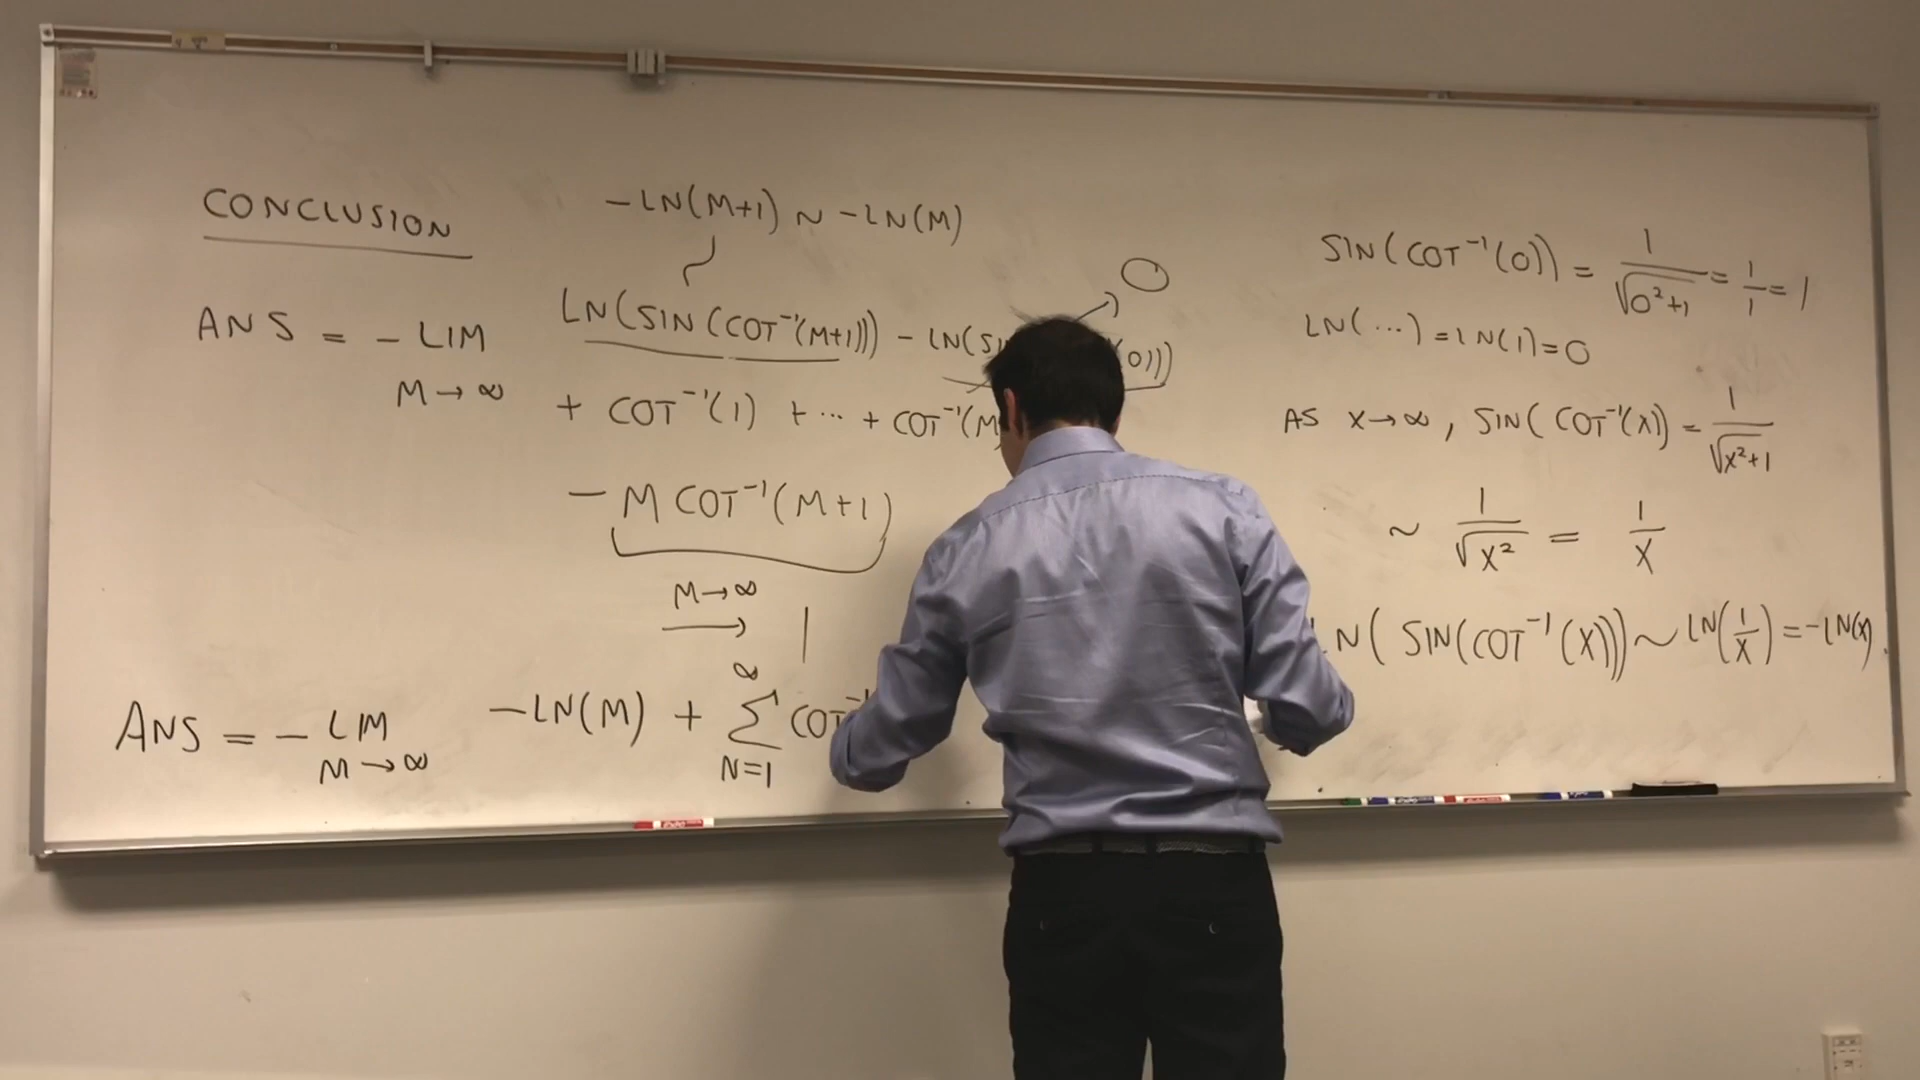 CONCLUSION
-LN(M+1) ~ -LN(M)
O
ANS = - LIM M→∞ LN(SIN(COT⁻¹(M+1))) - LN(SI (0)))
+ COT⁻¹(1) + ... + COT⁻¹(M
- M COT⁻¹(M+1)
M→∞
→ 1
ANS = - LIM M→∞ -LN(M) + ∞ Σ N=1 COT⁻¹
SIN(COT⁻¹(0)) = 1/√0²+1 = 1/1 = 1
LN(...) = LN(1) = 0
AS X→∞, SIN(COT⁻¹(X)) = 1/√X²+1
~ 1/√X² = 1/X
LN(SIN(COT⁻¹(X))) ~ LN(1/X) = -LN(X).